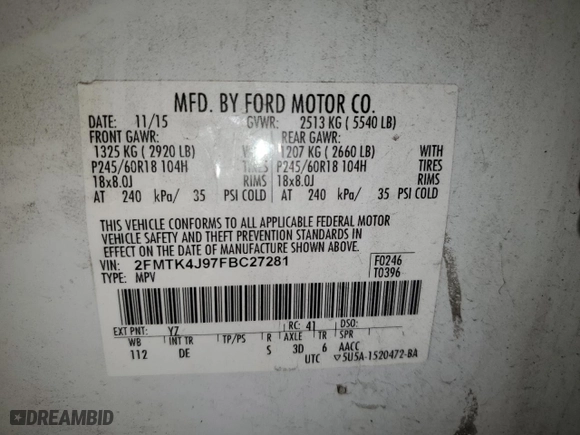 MFD. BY FORD MOTOR CO.
DATE: 11/15 GVWR: 2513 KG ( 5540 LB)
FRONT GAWR: REAR GAWR:
1325 KG ( 2920 LB) 1207 KG ( 2660 LB) WITH
P245/60R18 104H P245/60R18 104H TIRES
18x8.0J 18x8.0J RIMS
AT 240 kPa/ 35 PSI COLD AT 240 kPa/ 35 PSI COLD
THIS VEHICLE CONFORMS TO ALL APPLICABLE FEDERAL MOTOR
VEHICLE SAFETY AND THEFT PREVENTION STANDARDS IN
EFFECT ON THE DATE OF MANUFACTURE SHOWN ABOVE.
VIN: 2FMTK4J97FBC27281 F0246
TYPE: MPV T0396
EXT PNT: YZ RC: 41 DSO:
WB INT TR TP/PS R AXLE TR SPR
112 DE S 3D 6 AACC
UTC ▽5U5A-1520472-BA
DREAMBID